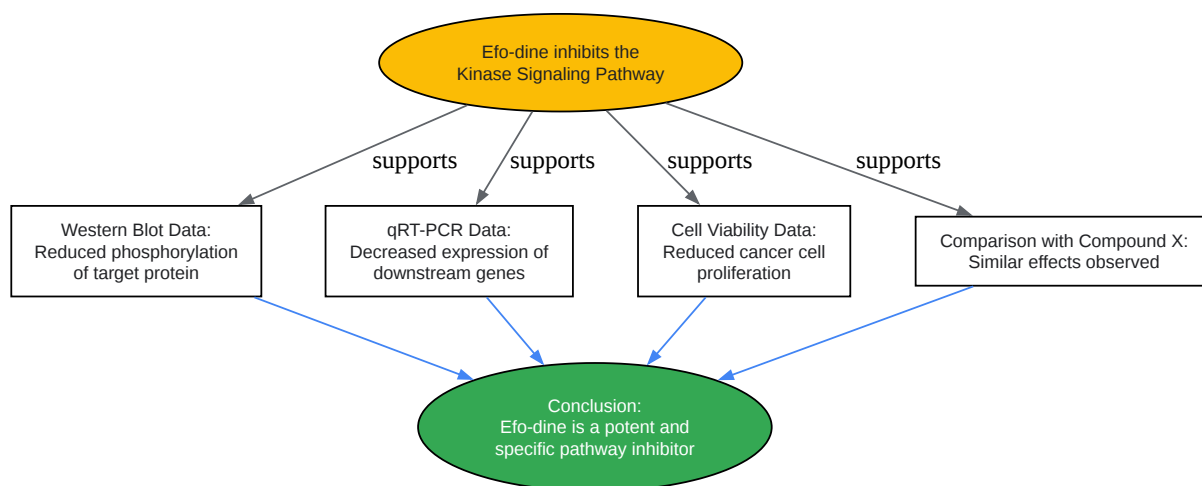 Efo-dine inhibits the
Kinase Signaling Pathway
supports
supports
supports
supports
Western Blot Data:
Reduced phosphorylation
of target protein
qRT-PCR Data:
Decreased expression of
downstream genes
Cell Viability Data:
Reduced cancer cell
proliferation
Comparison with Compound X:
Similar effects observed
Conclusion:
Efo-dine is a potent and
specific pathway inhibitor